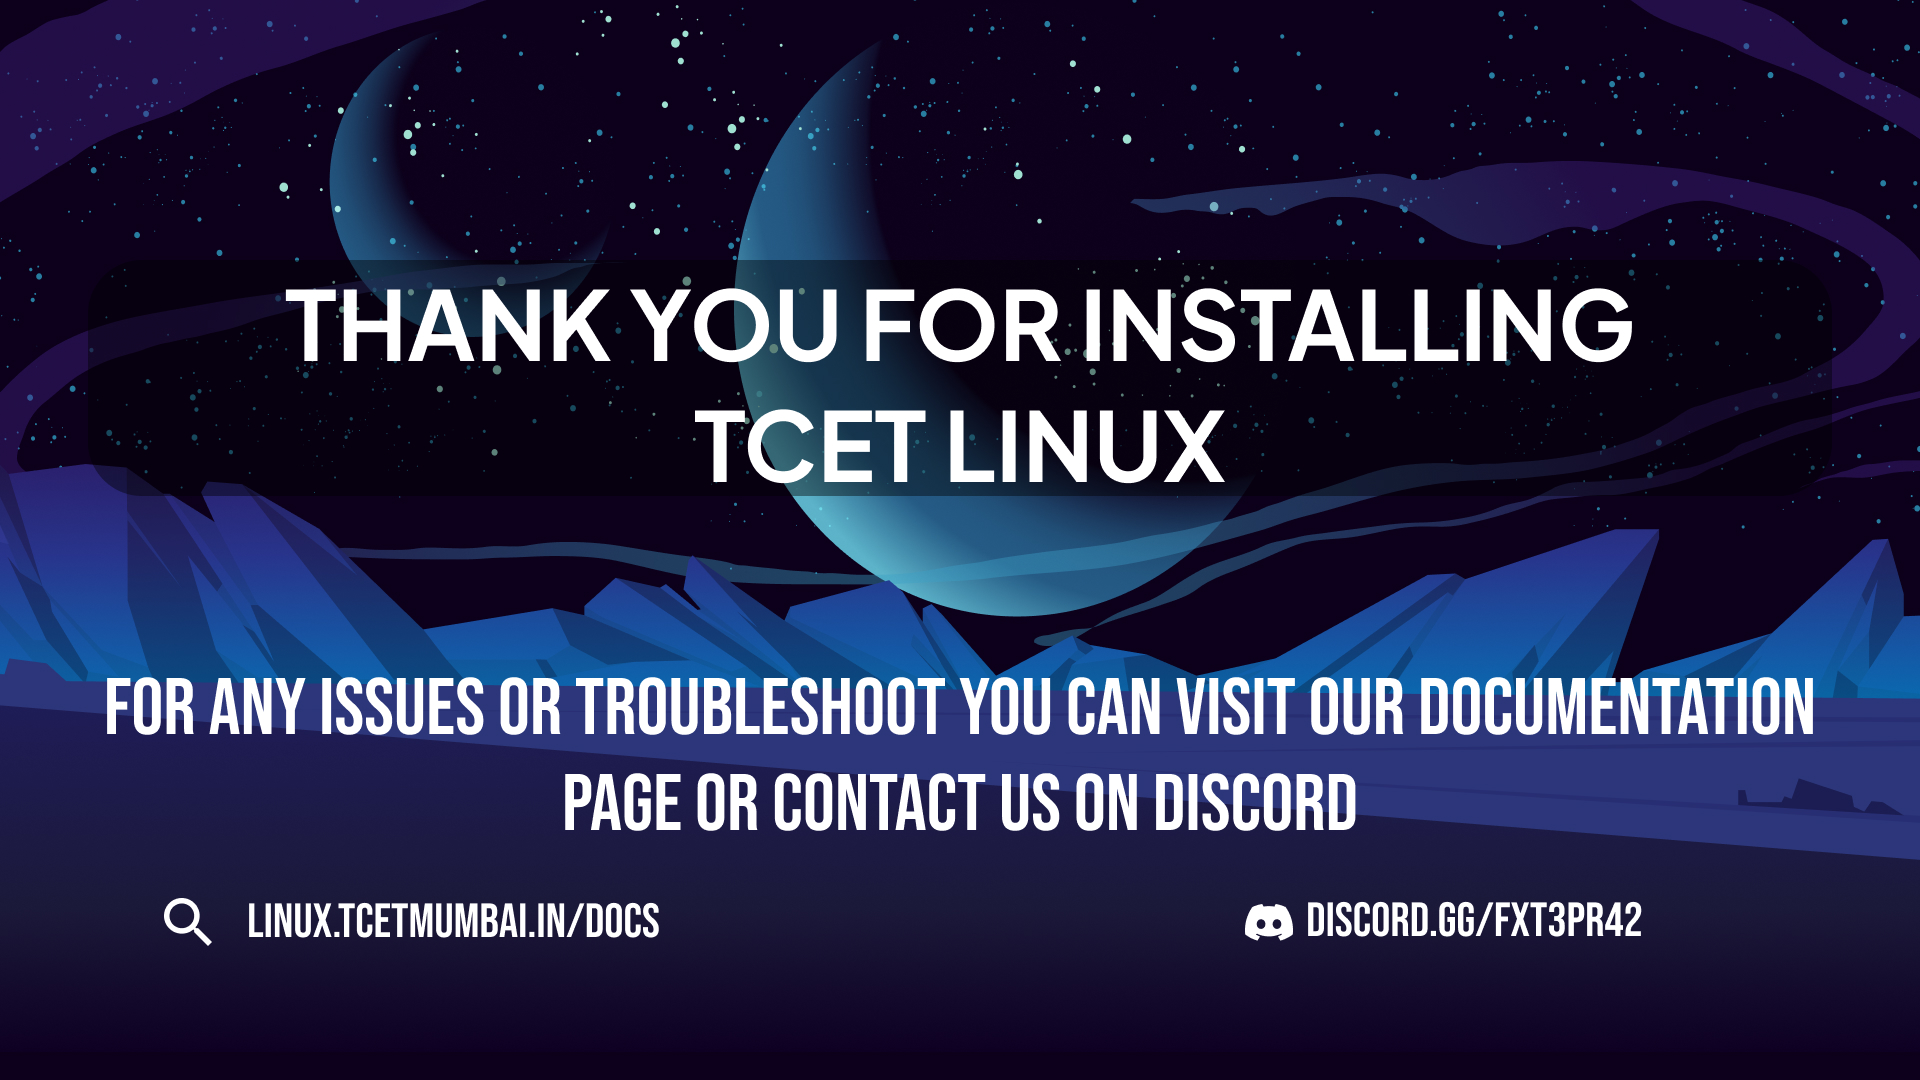 THANK YOU FOR INSTALLING
TCET LINUX
FOR ANY ISSUES OR TROUBLESHOOT YOU CAN VISIT OUR DOCUMENTATION
PAGE OR CONTACT US ON DISCORD
LINUX.TCETMUMBAI.IN/DOCS
DISCORD.GG/FXT3PR42